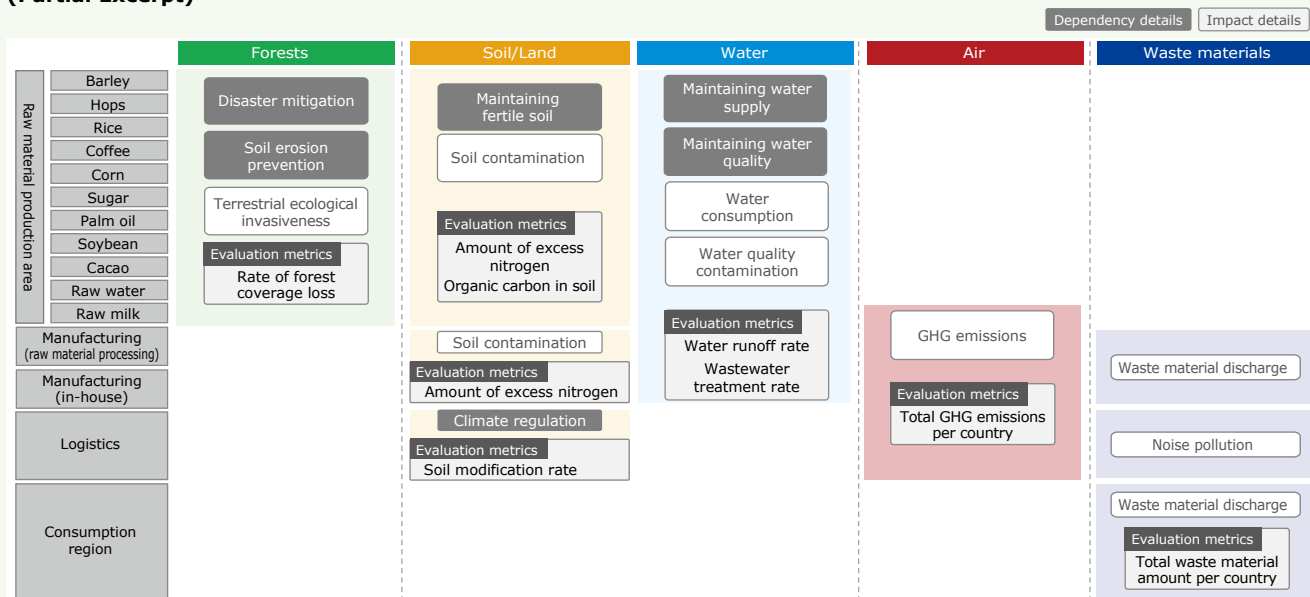 (Partial Excerpt)
Dependency details
Impact details
Forests
Soil/Land
Water
Air
Waste materials
Raw material production area
Barley
Hops
Rice
Coffee
Corn
Sugar
Palm oil
Soybean
Cacao
Raw water
Raw milk
Manufacturing
(raw material processing)
Manufacturing
(in-house)
Logistics
Consumption
region
Disaster mitigation
Soil erosion
prevention
Terrestrial ecological
invasiveness
Evaluation metrics
Rate of forest
coverage loss
Maintaining
fertile soil
Soil contamination
Evaluation metrics
Amount of excess
nitrogen
Organic carbon in soil
Soil contamination
Evaluation metrics
Amount of excess nitrogen
Climate regulation
Evaluation metrics
Soil modification rate
Maintaining water
supply
Maintaining water
quality
Water
consumption
Water quality
contamination
Evaluation metrics
Water runoff rate
Wastewater
treatment rate
GHG emissions
Evaluation metrics
Total GHG emissions
per country
Waste material discharge
Noise pollution
Waste material discharge
Evaluation metrics
Total waste material
amount per country